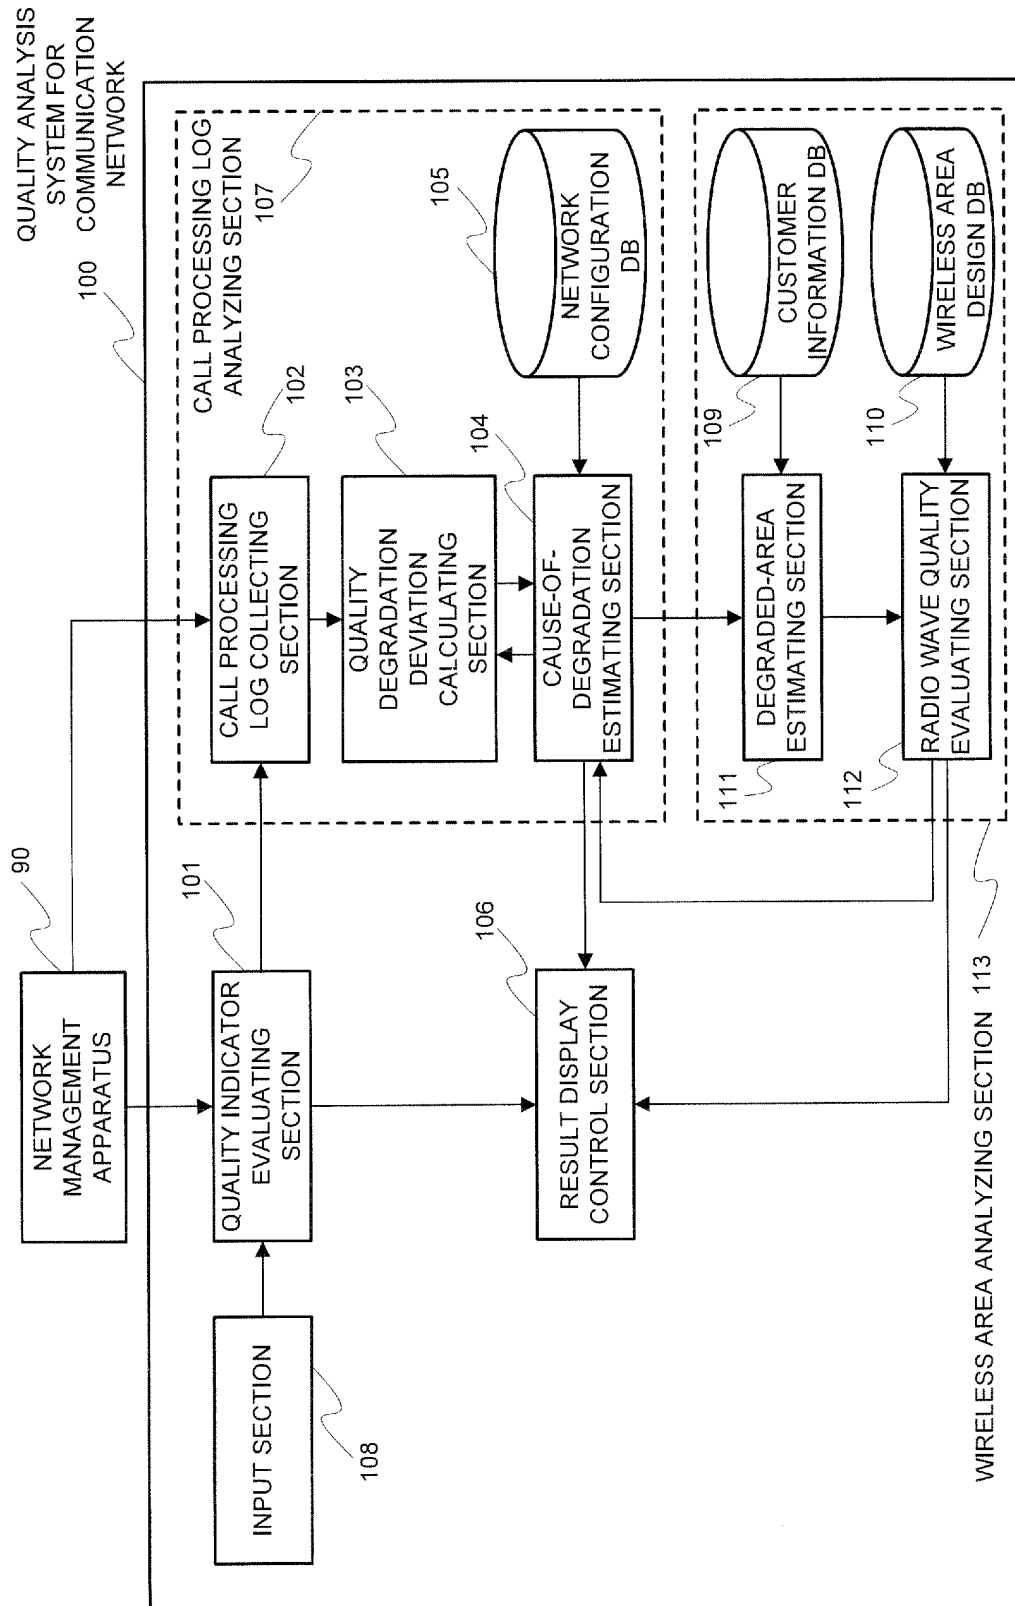 QUALITY ANALYSIS
SYSTEM FOR
COMMUNICATION
NETWORK
100
90
NETWORK
MANAGEMENT
APPARATUS
CALL PROCESSING LOG
ANALYZING SECTION
107
INPUT SECTION
108
QUALITY INDICATOR
EVALUATING
SECTION
101
CALL PROCESSING
LOG COLLECTING
SECTION
102
QUALITY
DEGRADATION
DEVIATION
CALCULATING
SECTION
103
CAUSE-OF-
DEGRADATION
ESTIMATING SECTION
104
NETWORK
CONFIGURATION
DB
105
RESULT DISPLAY
CONTROL SECTION
106
DEGRADED-AREA
ESTIMATING SECTION
111
CUSTOMER
INFORMATION DB
109
RADIO WAVE QUALITY
EVALUATING SECTION
112
WIRELESS AREA
DESIGN DB
110
WIRELESS AREA ANALYZING SECTION 113